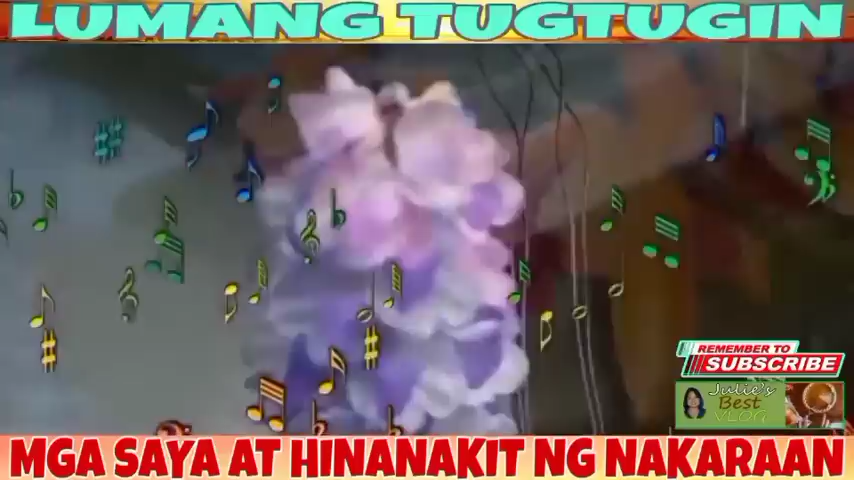 LUMANG TUGTUGIN
REMEMBER TO
SUBSCRIBE
Julie's
Best
VLOG
MGA SAYA AT HINANAKIT NG NAKARAAN